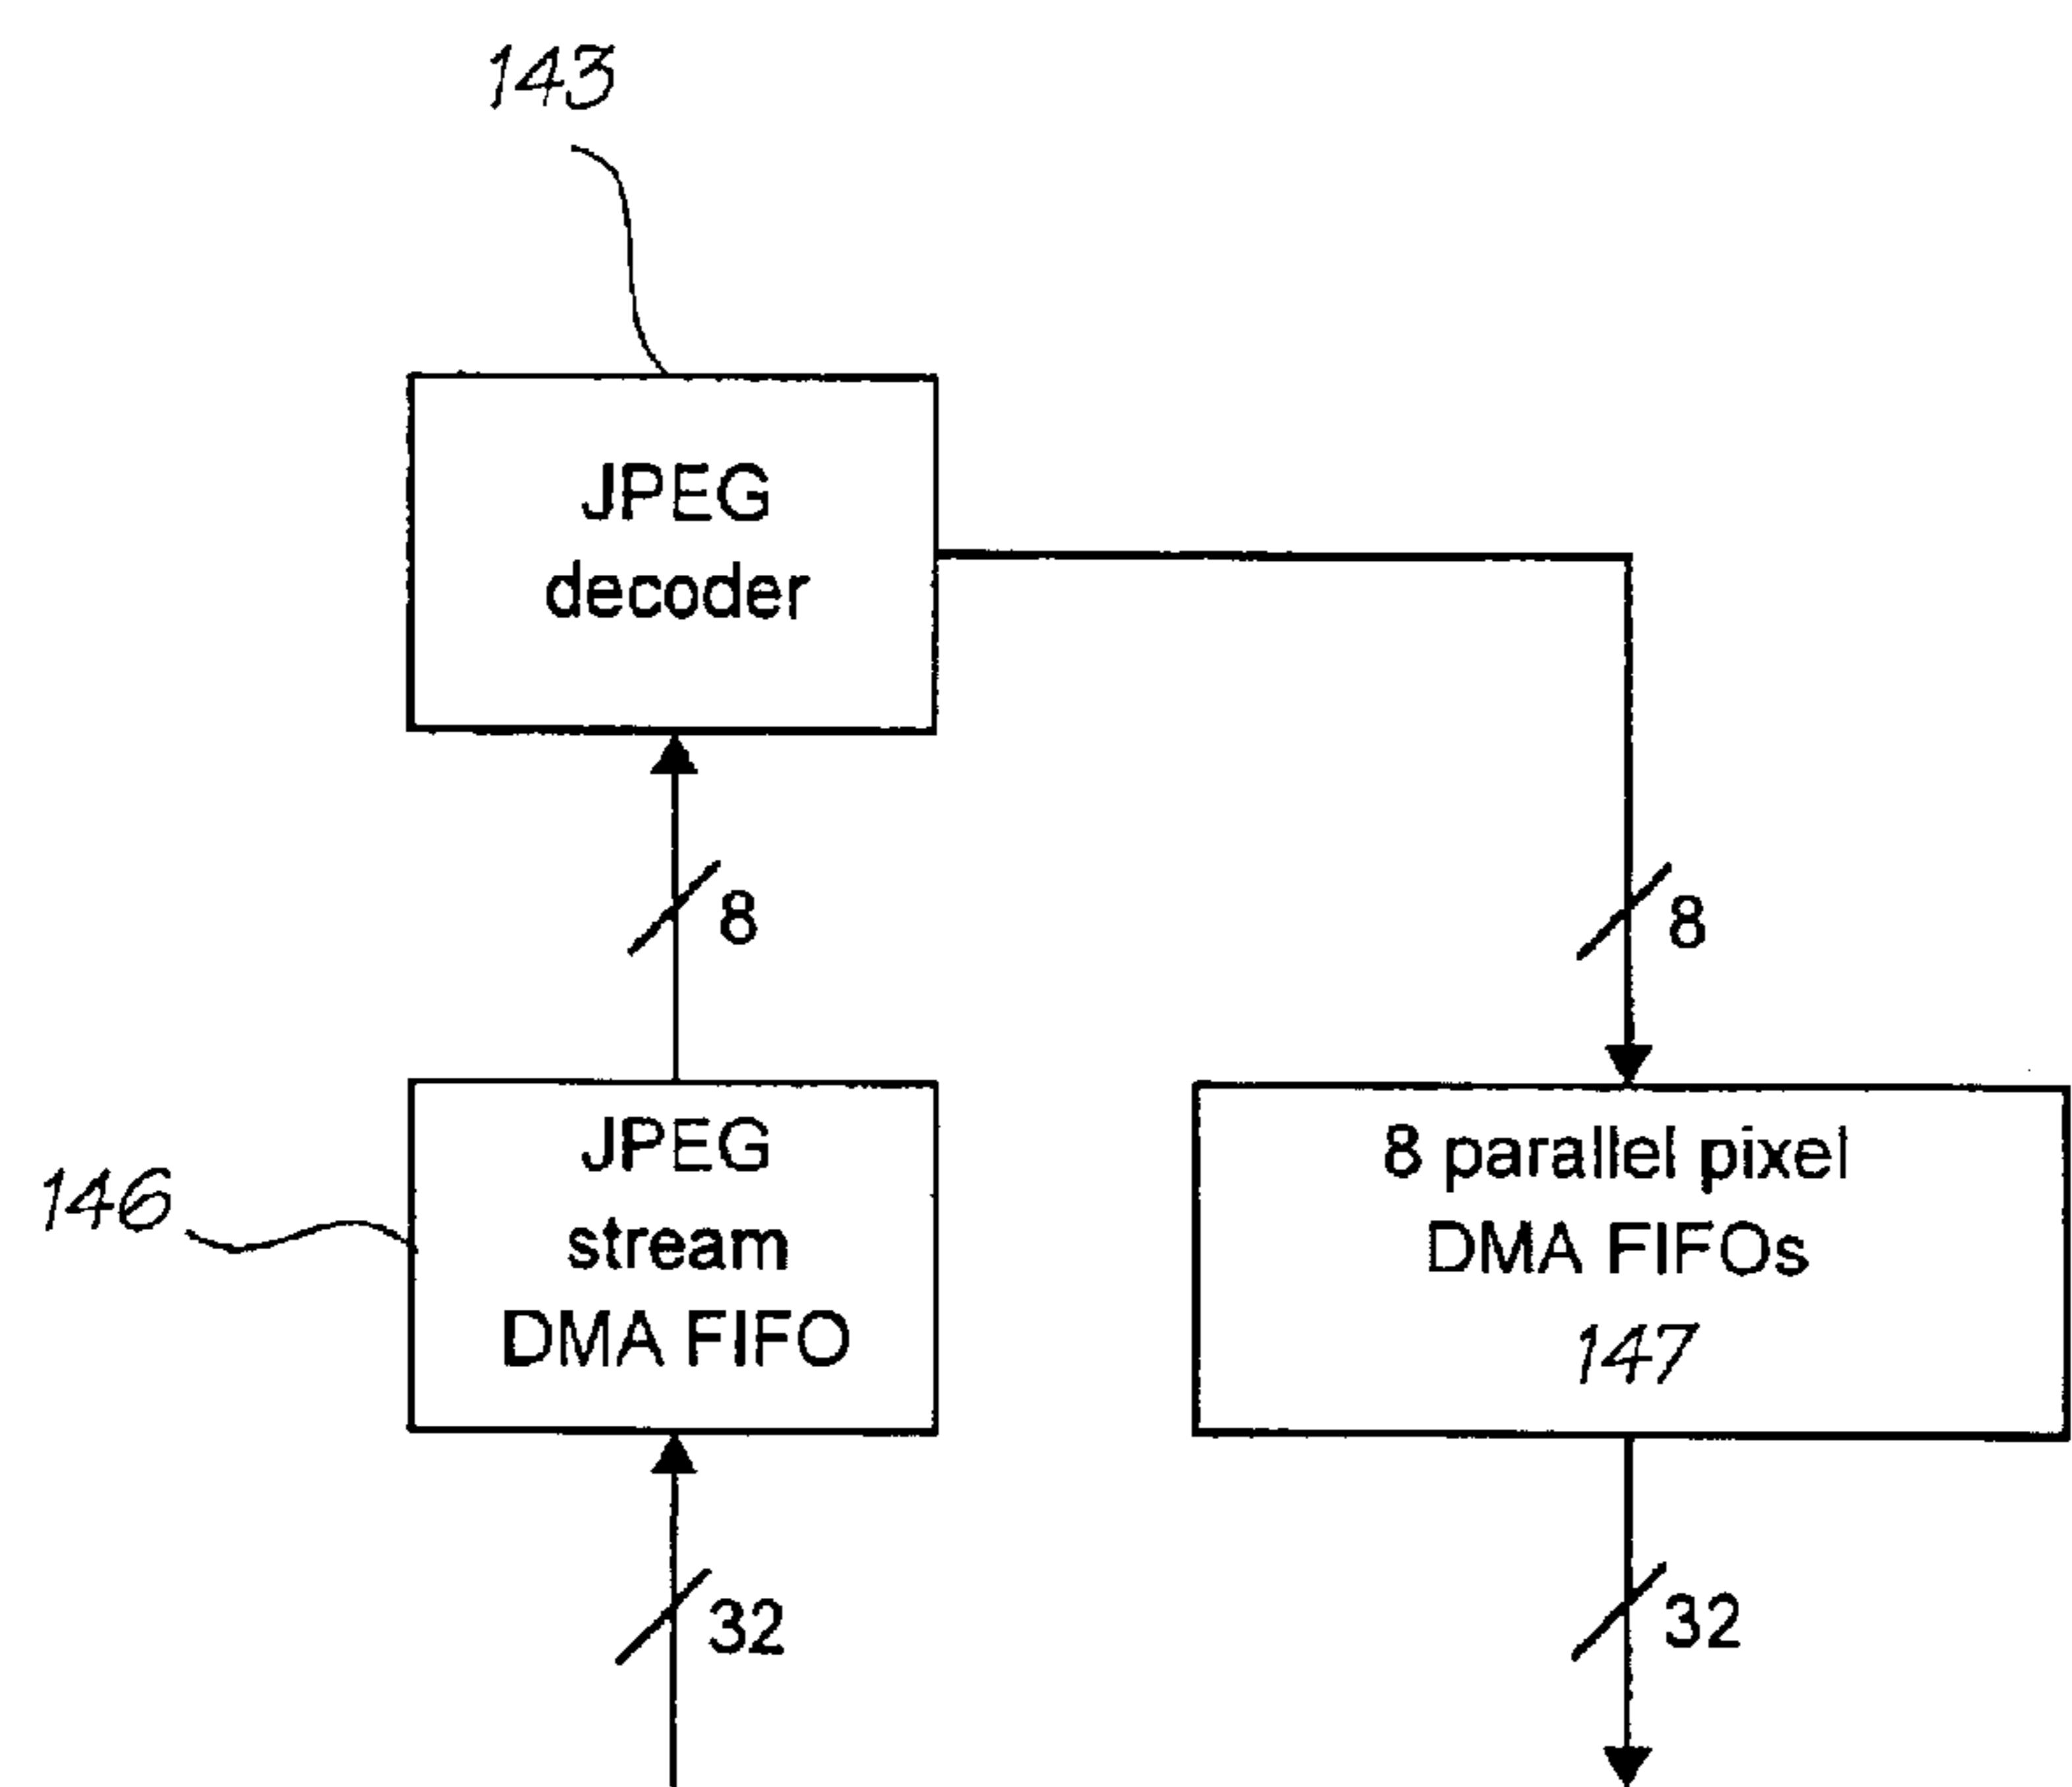 143
JPEG
decoder
8
8
JPEG
stream
DMA FIFO
146
8 parallel pixel
DMA FIFOs
147
32
32